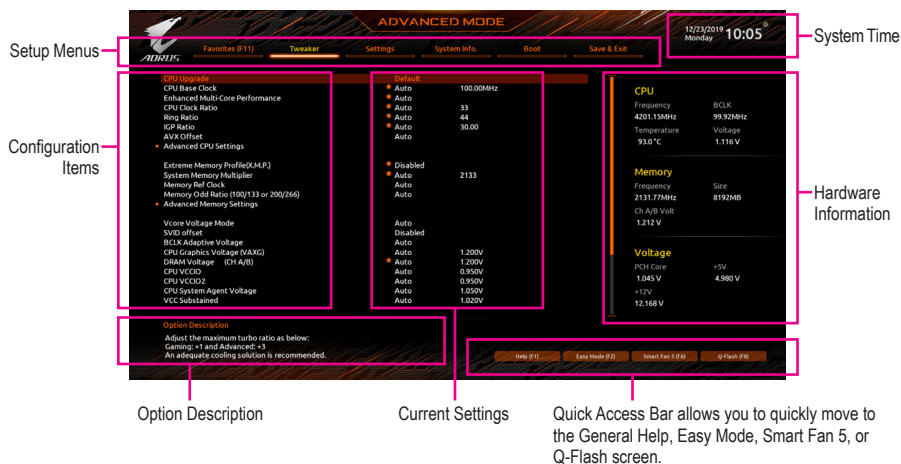 ADVANCED MODE
12/23/2019
Monday
10:05
System Time
Setup Menus
AORUS
Favorites (F11)
Tweaker
Settings
System Info.
Boot
Save & Exit
Configuration
Items
CPU Upgrade Default
CPU Base Clock Auto 100.00MHz
Enhanced Multi-Core Performance Auto
CPU Clock Ratio Auto 33
Ring Ratio Auto 44
IGP Ratio Auto 30.00
AVX Offset Auto
Advanced CPU Settings
Extreme Memory Profile(X.M.P.) Disabled
System Memory Multiplier Auto 2133
Memory Ref Clock Auto
Memory Odd Ratio (100/133 or 200/266) Auto
Advanced Memory Settings
Vcore Voltage Mode Auto
SVID offset Disabled
BCLK Adaptive Voltage Auto
CPU Graphics Voltage (VAXG) Auto 1.200V
DRAM Voltage (CH A/B) Auto 1.200V
CPU VCCIO Auto 0.950V
CPU VCCIO2 Auto 0.950V
CPU System Agent Voltage Auto 1.050V
VCC Substained Auto 1.020V
CPU
Frequency BCLK
4201.15MHz 99.92MHz
Temperature Voltage
93.0°C 1.116 V
Memory
Frequency Size
2131.77MHz 8192MB
Ch A/B Volt
1.212 V
Voltage
PCH Core +5V
1.045 V 4.980 V
+12V
12.168 V
Hardware
Information
Option Description
Adjust the maximum turbo ratio as below:
Gaming: +1 and Advanced: +3
An adequate cooling solution is recommended.
Help (F1)
Easy Mode (F2)
Smart Fan 5 (F6)
Q-Flash (F8)
Option Description
Current Settings
Quick Access Bar allows you to quickly move to
the General Help, Easy Mode, Smart Fan 5, or
Q-Flash screen.